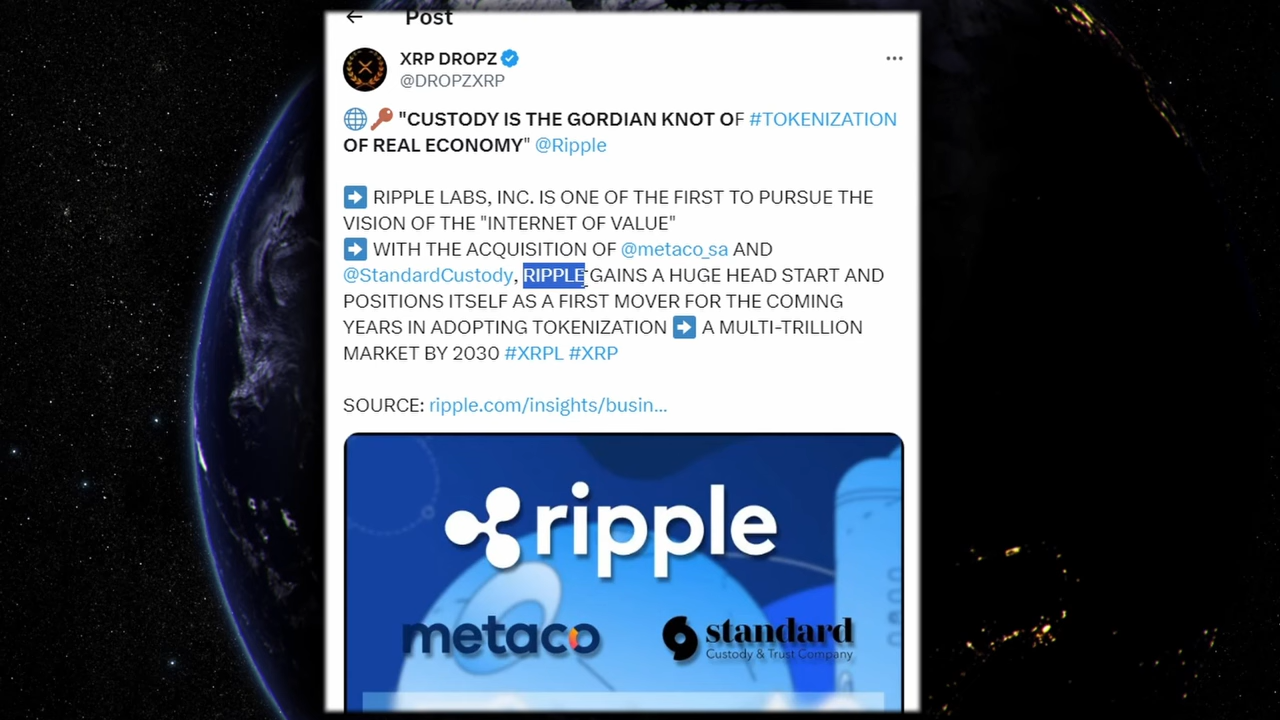 Post
XRP DROPZ
@DROPZXRP
"CUSTODY IS THE GORDIAN KNOT OF #TOKENIZATION
OF REAL ECONOMY" @Ripple
RIPPLE LABS, INC. IS ONE OF THE FIRST TO PURSUE THE
VISION OF THE "INTERNET OF VALUE"
WITH THE ACQUISITION OF @metaco_sa AND
@StandardCustody, RIPPLE GAINS A HUGE HEAD START AND
POSITIONS ITSELF AS A FIRST MOVER FOR THE COMING
YEARS IN ADOPTING TOKENIZATION A MULTI-TRILLION
MARKET BY 2030 #XRPL #XRP
SOURCE: ripple.com/insights/busin...
ripple
metaco
standard
Custody & Trust Company